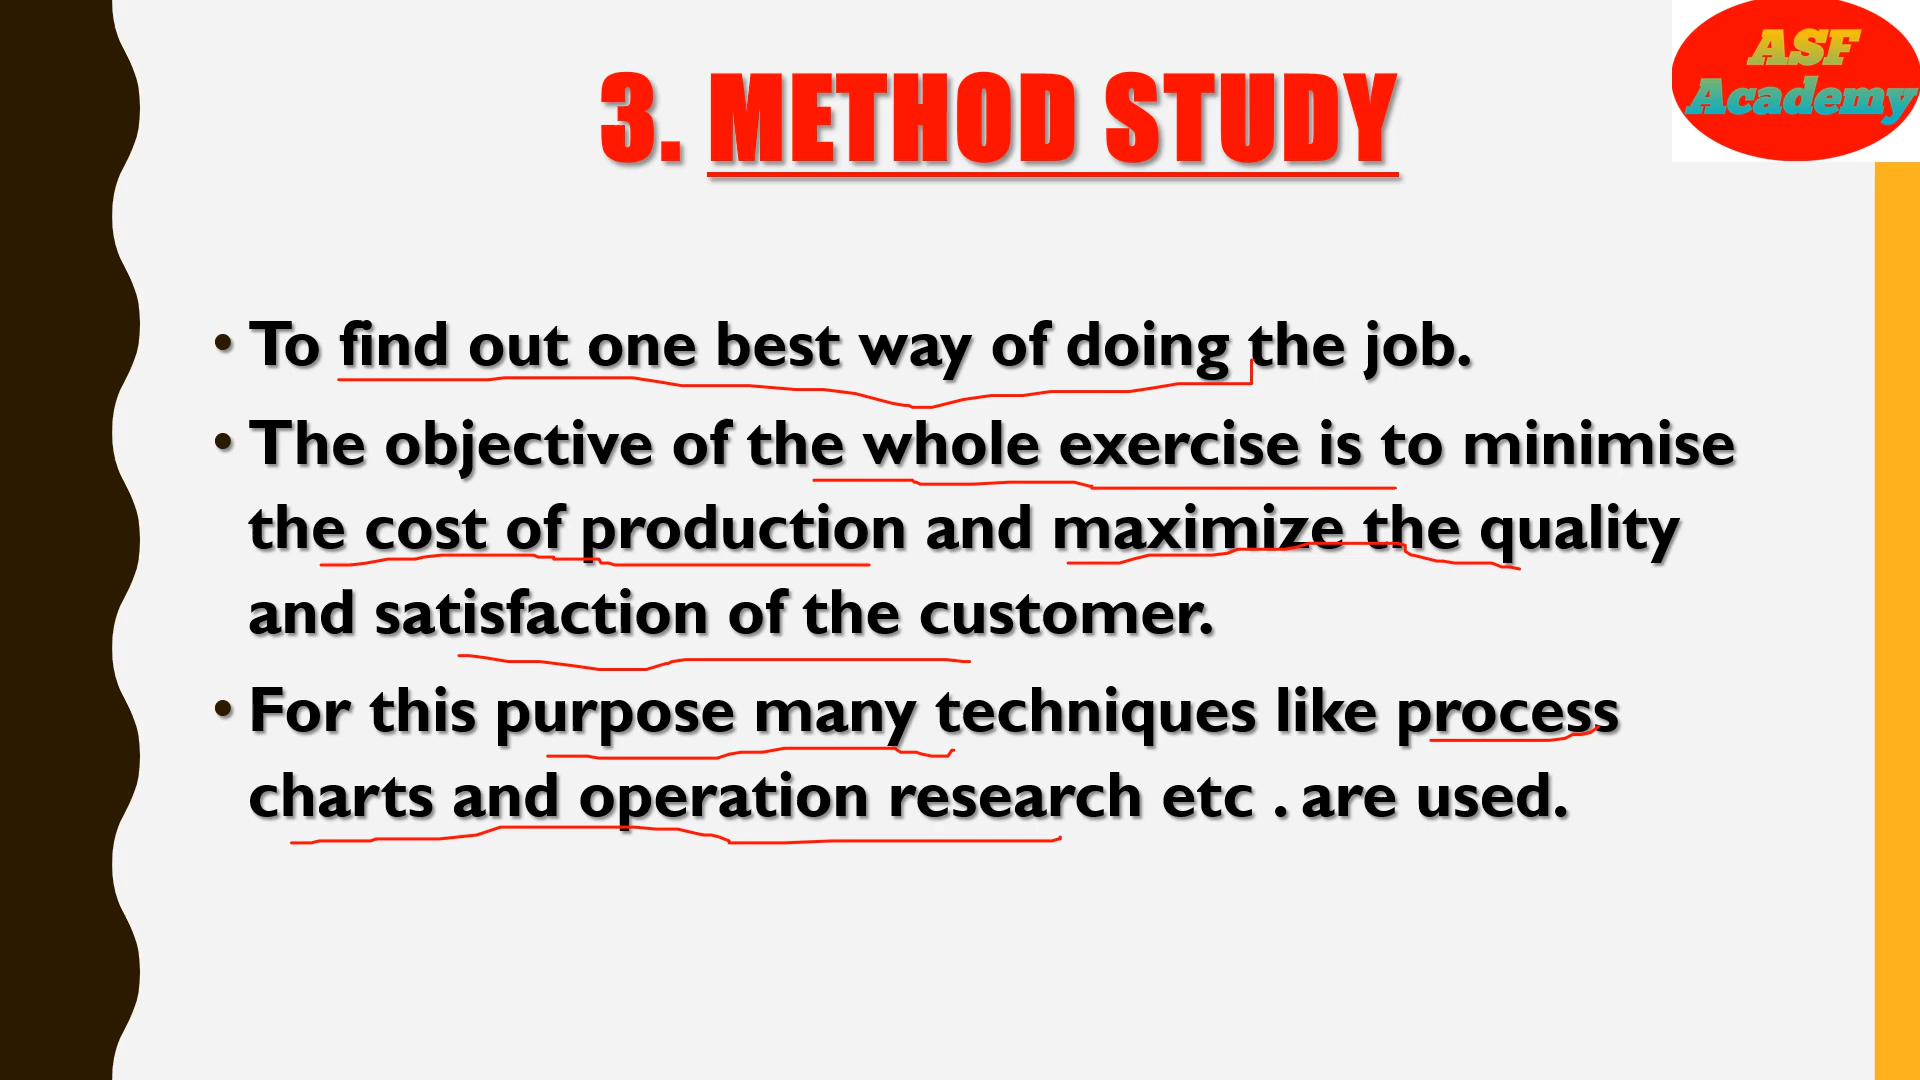 ASF
Academy
3. METHOD STUDY
• To find out one best way of doing the job.
• The objective of the whole exercise is to minimise
the cost of production and maximize the quality
and satisfaction of the customer.
• For this purpose many techniques like process
charts and operation research etc . are used.